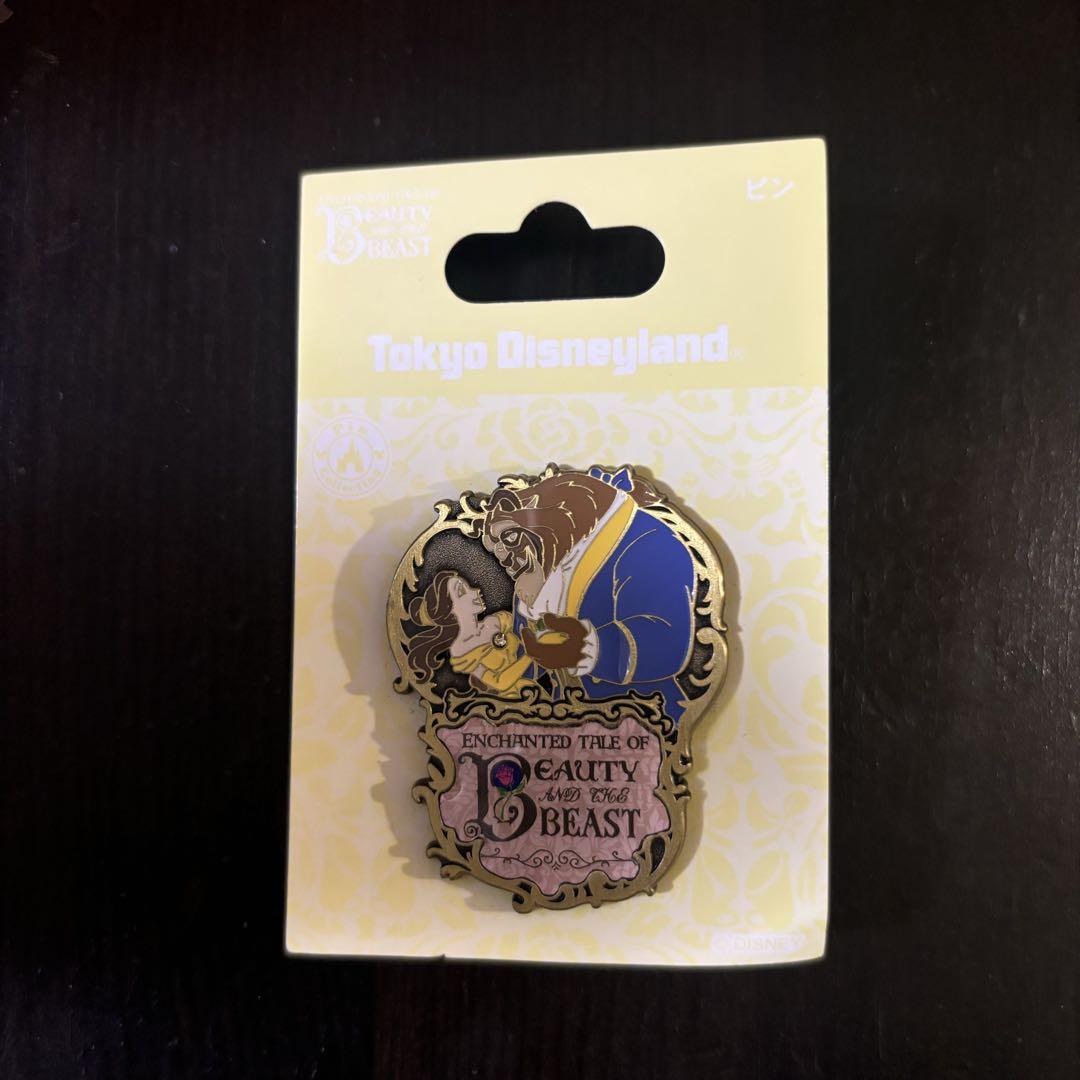 ENCHANTED TALE OF
BEAUTY
AND THE
BEAST
ピン
Tokyo Disneyland®
ENCHANTED TALE OF
BEAUTY
AND THE
BEAST
© DISNEY